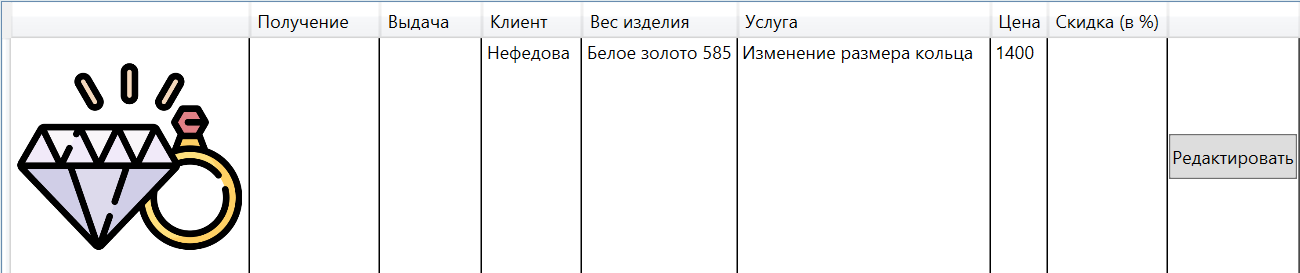 Получение Выдача Клиент Вес изделия Услуга Цена Скидка (в %)
Нефедова Белое золото 585 Изменение размера кольца 1400
Редактировать